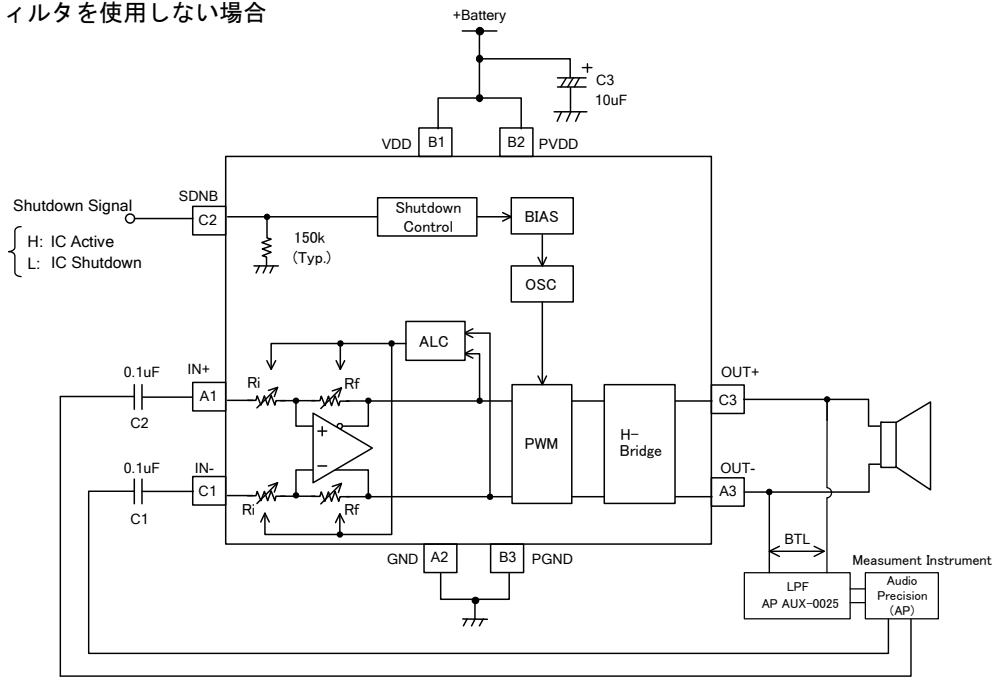 ィルタを使用しない場合
+Battery
+
C3
10uF
VDD
B1
B2
PVDD
SDNB
Shutdown Signal
C2
H: IC Active
L: IC Shutdown
150k
(Typ.)
Shutdown
Control
BIAS
OSC
ALC
0.1uF
IN+
A1
C2
Ri
Rf
+
−
PWM
H-
Bridge
OUT+
C3
0.1uF
IN-
C1
C1
Ri
Rf
OUT-
A3
BTL
GND
A2
B3
PGND
Measument Instrument
LPF
AP AUX-0025
Audio
Precision
(AP)